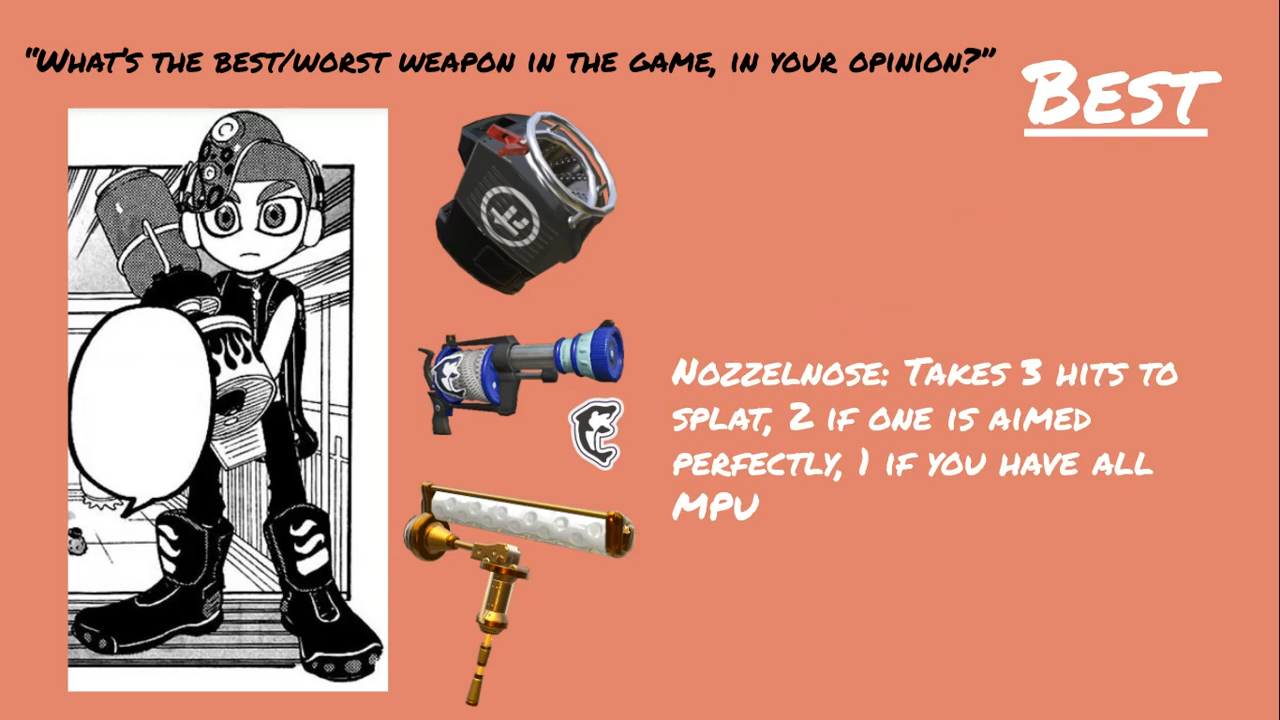 "What's the best/worst weapon in the game, in your opinion?"
Best
Nozzelnose: Takes 3 hits to
splat, 2 if one is aimed
perfectly, 1 if you have all
MPU